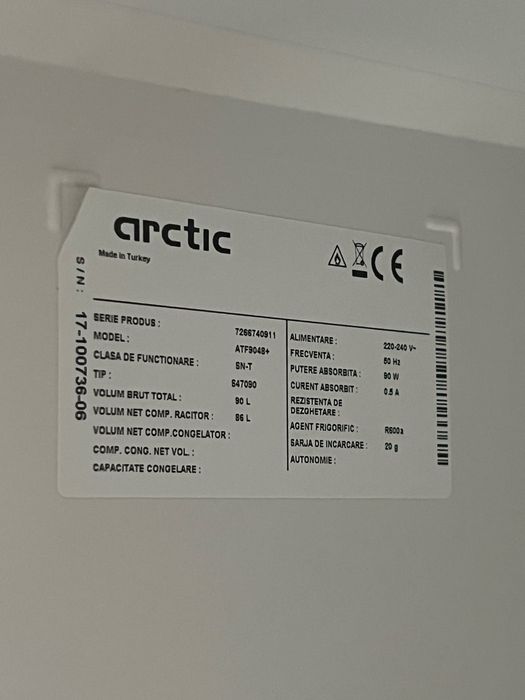 arctic
Made in Turkey
CE
S / N : 17-100736-06
SERIE PRODUS : 7266740911
MODEL : ATF9048+
CLASA DE FUNCTIONARE : SN-T
TIP : S47090
VOLUM BRUT TOTAL : 90 L
VOLUM NET COMP. RACITOR : 86 L
VOLUM NET COMP.CONGELATOR :
COMP. CONG. NET VOL. :
CAPACITATE CONGELARE :
ALIMENTARE : 220-240 V~
FRECVENTA : 50 Hz
PUTERE ABSORBITA : 90 W
CURENT ABSORBIT : 0.5 A
REZISTENTA DE
DEZGHETARE :
AGENT FRIGORIFIC : R600a
SARJA DE INCARCARE : 20 g
AUTONOMIE :